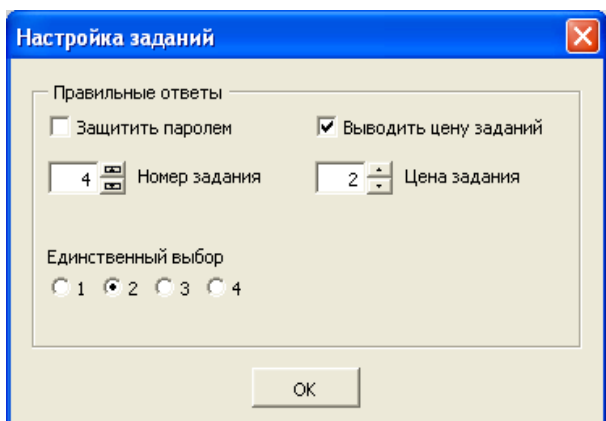 Настройка заданий
Правильные ответы
Защитить паролем Выводить цену заданий
4 Номер задания 2 Цена задания
Единственный выбор
1 2 3 4
ОК